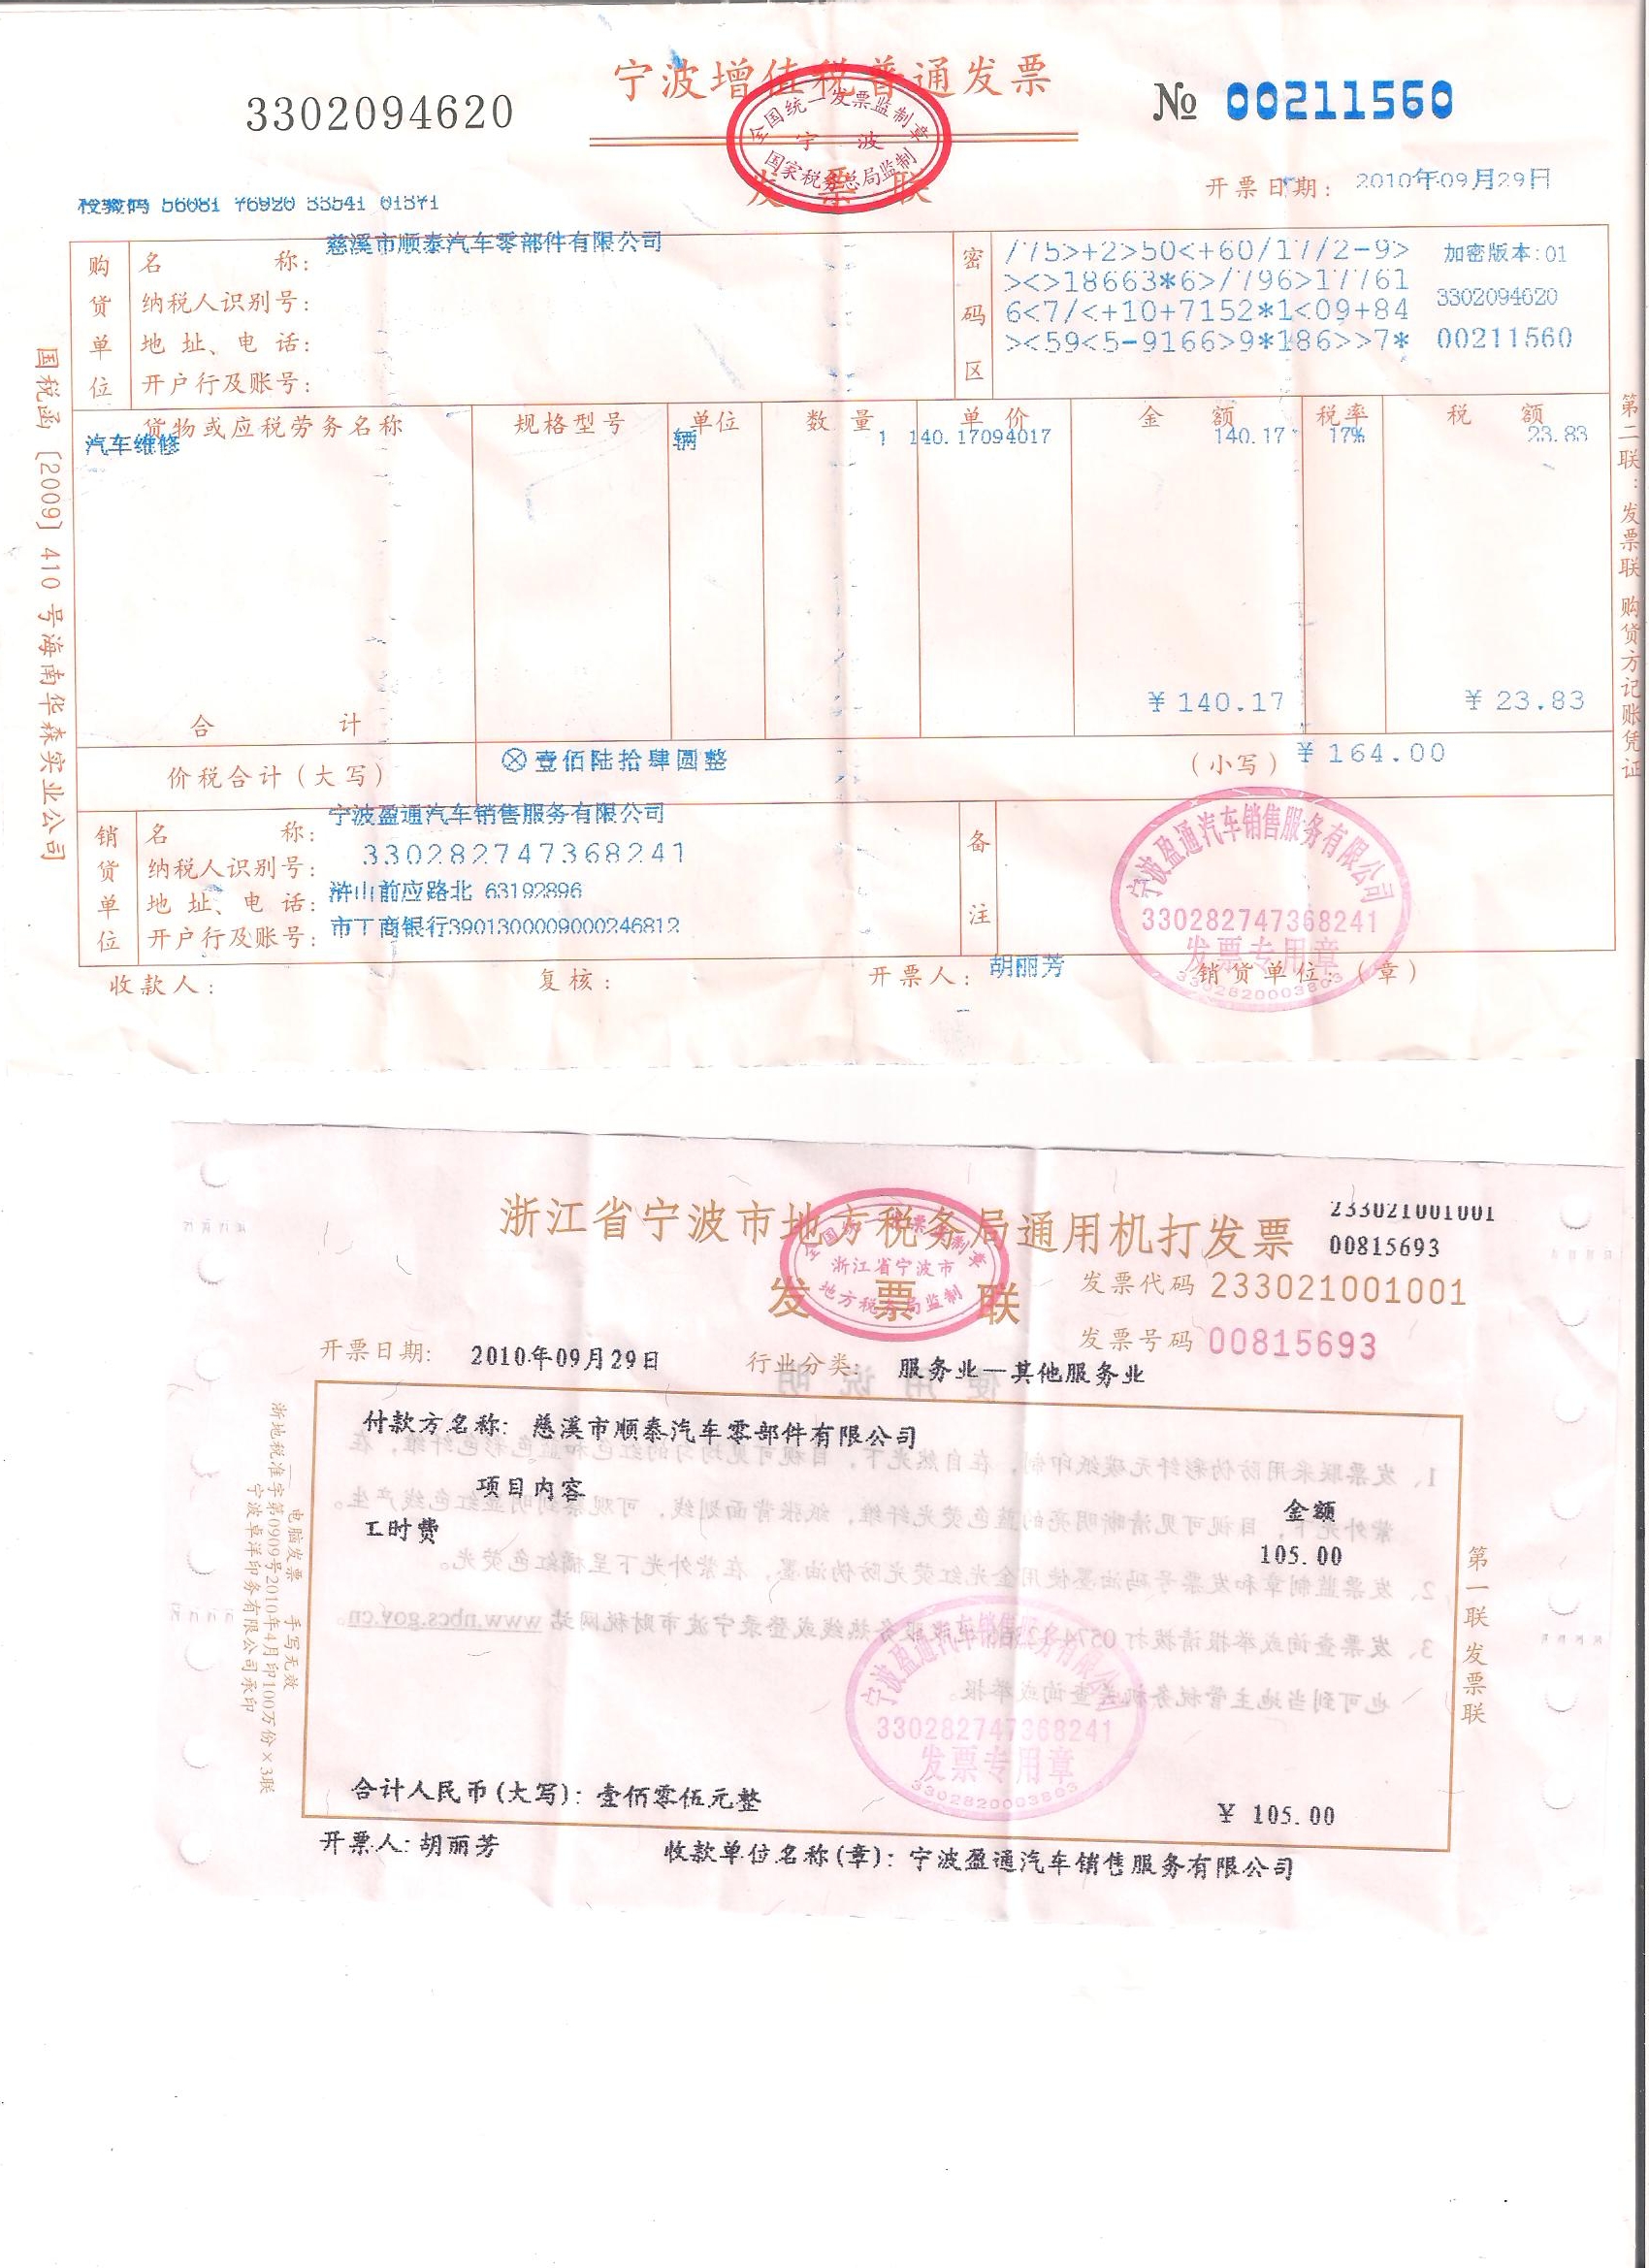 宁波增值税普通发票
3302094620
№ 00211560
全国统一发票监制章
宁 波
国家税务总局监制
发 票 联
开票日期: 2010年09月29日
校验码 56081 76920 33541 01371
购货单位
名 称: 慈溪市顺泰汽车零部件有限公司
纳税人识别号:
地 址、电 话:
开户行及账号:
密码区
/75>+2>50<+60/17/2-9>
><>18663*6>/796>17761
6<7/<+10+7152*1<09+84
><59<5-9166>9*186>>7*
加密版本:01
3302094620
00211560
货物或应税劳务名称 规格型号 单位 数 量 单 价 金 额 税率 税 额
汽车维修 辆 1 140.17094017 140.17 17% 23.83
合 计 ¥140.17 ¥23.83
价税合计(大写) ⊗壹佰陆拾肆圆整 (小写) ¥164.00
销货单位
名 称: 宁波盈通汽车销售服务有限公司
纳税人识别号: 330282747368241
地 址、电 话: 浒山前应路北 63192896
开户行及账号: 市工商银行3901300009000246812
备注
宁波盈通汽车销售服务有限公司
330282747368241
发票专用章
3302820003803
收款人: 复核: 开票人: 胡丽芳 销货单位:(章)
国税函[2009]410号海南华森实业公司
第二联:发票联 购货方记账凭证
浙江省宁波市地方税务局通用机打发票
233021001001
00815693
全国统一发票监制章
浙江省宁波市
地方税务局监制
发 票 联
发票代码 233021001001
发票号码 00815693
开票日期: 2010年09月29日 行业分类: 服务业—其他服务业
使用说明
付款方名称: 慈溪市顺泰汽车零部件有限公司
项目内容 金额
工时费 105.00
1、发票联采用防伪彩纤无碳纸印制，在自然光下，目视可见均匀的红色和蓝色彩色纤维，在
紫外光下，目视可见清晰明亮的蓝色荧光纤维，纸张背面划线，可观察到明显红色线产生。
2、发票监制章和发票号码油墨使用金光红荧光防伪油墨，在紫外光下呈橘红色荧光。
3、发票查询或举报请拨打 0574 服务热线或登录宁波市财税网站 www.nbcs.gov.cn。
也可到当地主管税务机关查询或举报。
宁波盈通汽车销售服务有限公司
330282747368241
发票专用章
3302820003803
合计人民币(大写): 壹佰零伍元整 ¥ 105.00
开票人: 胡丽芳 收款单位名称(章): 宁波盈通汽车销售服务有限公司
电脑发票 手写无效
浙地税准字第0909号2010年4月印100万份×3联
宁波卓洋印务有限公司承印
第一联发票联